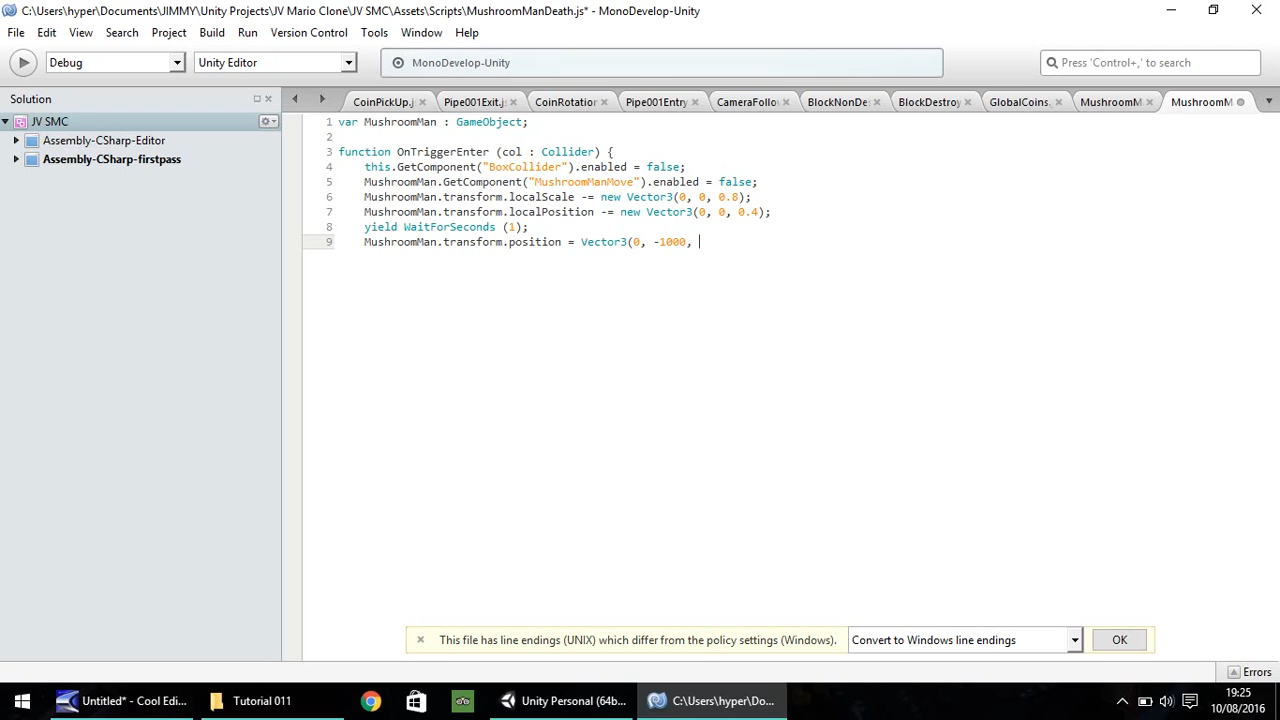 C:\Users\hyper\Documents\JIMMY\Unity Projects\JV Mario Clone\JV SMC\Assets\Scripts\MushroomManDeath.js* - MonoDevelop-Unity
File Edit View Search Project Build Run Version Control Tools Window Help
Debug Unity Editor MonoDevelop-Unity Press 'Control+,' to search
Solution CoinPickUp.j Pipe001Exit.j CoinRotation Pipe001Entry CameraFollo BlockNonDe BlockDestroy GlobalCoins. MushroomM MushroomM
JV SMC
Assembly-CSharp-Editor
Assembly-CSharp-firstpass
1 var MushroomMan : GameObject;
2
3 function OnTriggerEnter (col : Collider) {
4 this.GetComponent("BoxCollider").enabled = false;
5 MushroomMan.GetComponent("MushroomManMove").enabled = false;
6 MushroomMan.transform.localScale -= new Vector3(0, 0, 0.8);
7 MushroomMan.transform.localPosition -= new Vector3(0, 0, 0.4);
8 yield WaitForSeconds (1);
9 MushroomMan.transform.position = Vector3(0, -1000,
This file has line endings (UNIX) which differ from the policy settings (Windows). Convert to Windows line endings OK
Errors
Untitled* - Cool Edi... Tutorial 011 Unity Personal (64b... C:\Users\hyper\Do...
19:25
10/08/2016